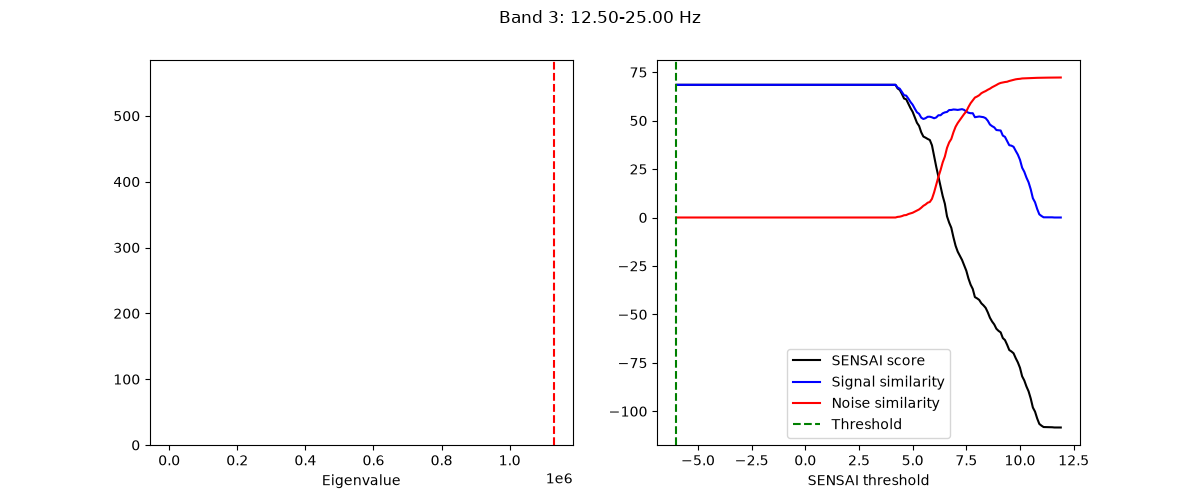 Band 3: 12.50-25.00 Hz
500
400
300
200
100
0
0.0 0.2 0.4 0.6 0.8 1.0
1e6
Eigenvalue
75
50
25
0
−25
−50
−75
−100
SENSAI score
Signal similarity
Noise similarity
Threshold
−5.0 −2.5 0.0 2.5 5.0 7.5 10.0 12.5
SENSAI threshold